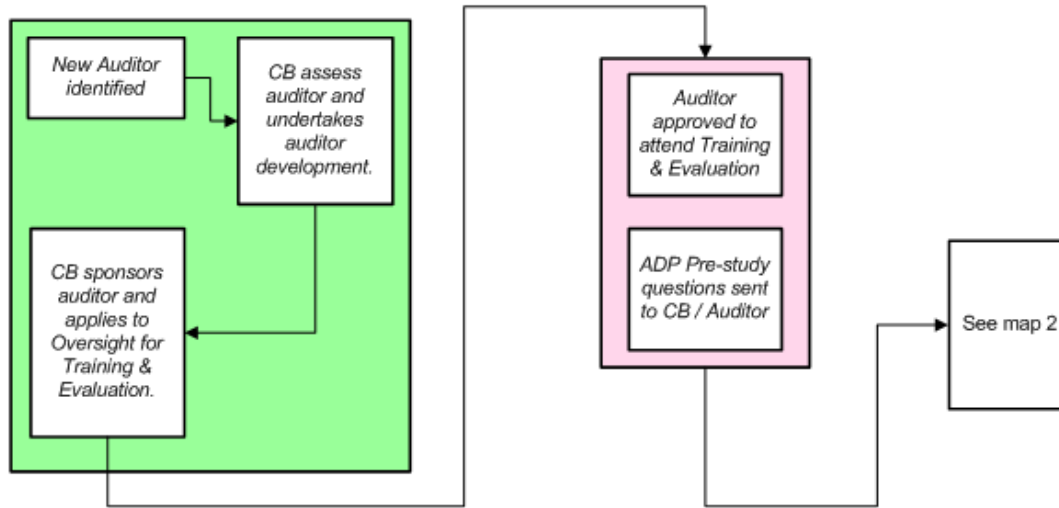 New Auditor
identified
CB assess
auditor and
undertakes
auditor
development.
CB sponsors
auditor and
applies to
Oversight for
Training &
Evaluation.
Auditor
approved to
attend Training
& Evaluation
ADP Pre-study
questions sent
to CB / Auditor
See map 2